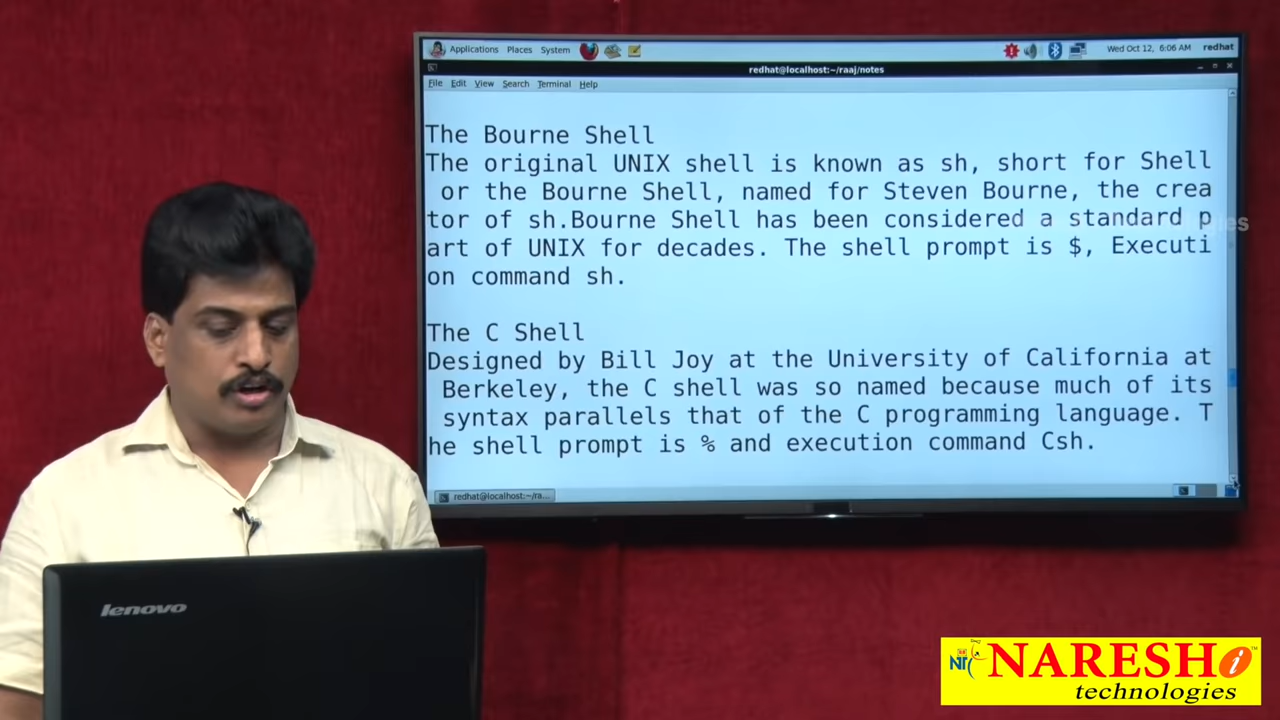 Applications Places System
Wed Oct 12, 6:06 AM redhat
redhat@localhost:~/raaj/notes
File Edit View Search Terminal Help
The Bourne Shell
The original UNIX shell is known as sh, short for Shell
or the Bourne Shell, named for Steven Bourne, the crea
tor of sh.Bourne Shell has been considered a standard p
art of UNIX for decades. The shell prompt is $, Executi
on command sh.
The C Shell
Designed by Bill Joy at the University of California at
Berkeley, the C shell was so named because much of its
syntax parallels that of the C programming language. T
he shell prompt is % and execution command Csh.
redhat@localhost:~/ra...
lenovo
NARESH i
technologies